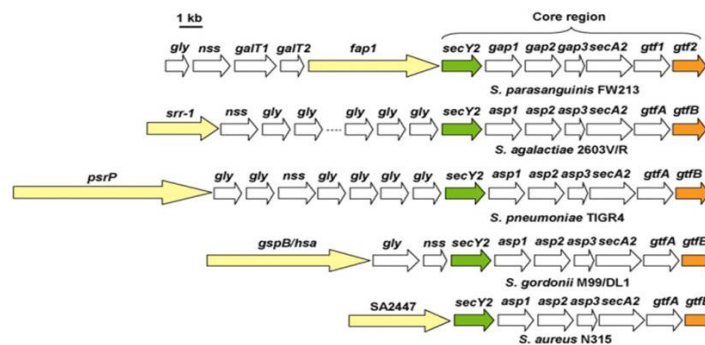 1 kb
Core region
gly nss galT1 galT2 fap1 secY2 gap1 gap2 gap3 secA2 gtf1 gtf2
S. parasanguinis FW213
srr-1 nss gly gly gly gly gly secY2 asp1 asp2 asp3 secA2 gtfA gtfB
S. agalactiae 2603V/R
psrP gly gly nss gly gly gly gly secY2 asp1 asp2 asp3 secA2 gtfA gtfB
S. pneumoniae TIGR4
gspB/hsa gly nss secY2 asp1 asp2 asp3 secA2 gtfA gtfB
S. gordonii M99/DL1
SA2447 secY2 asp1 asp2 asp3 secA2 gtfA gtfB
S. aureus N315